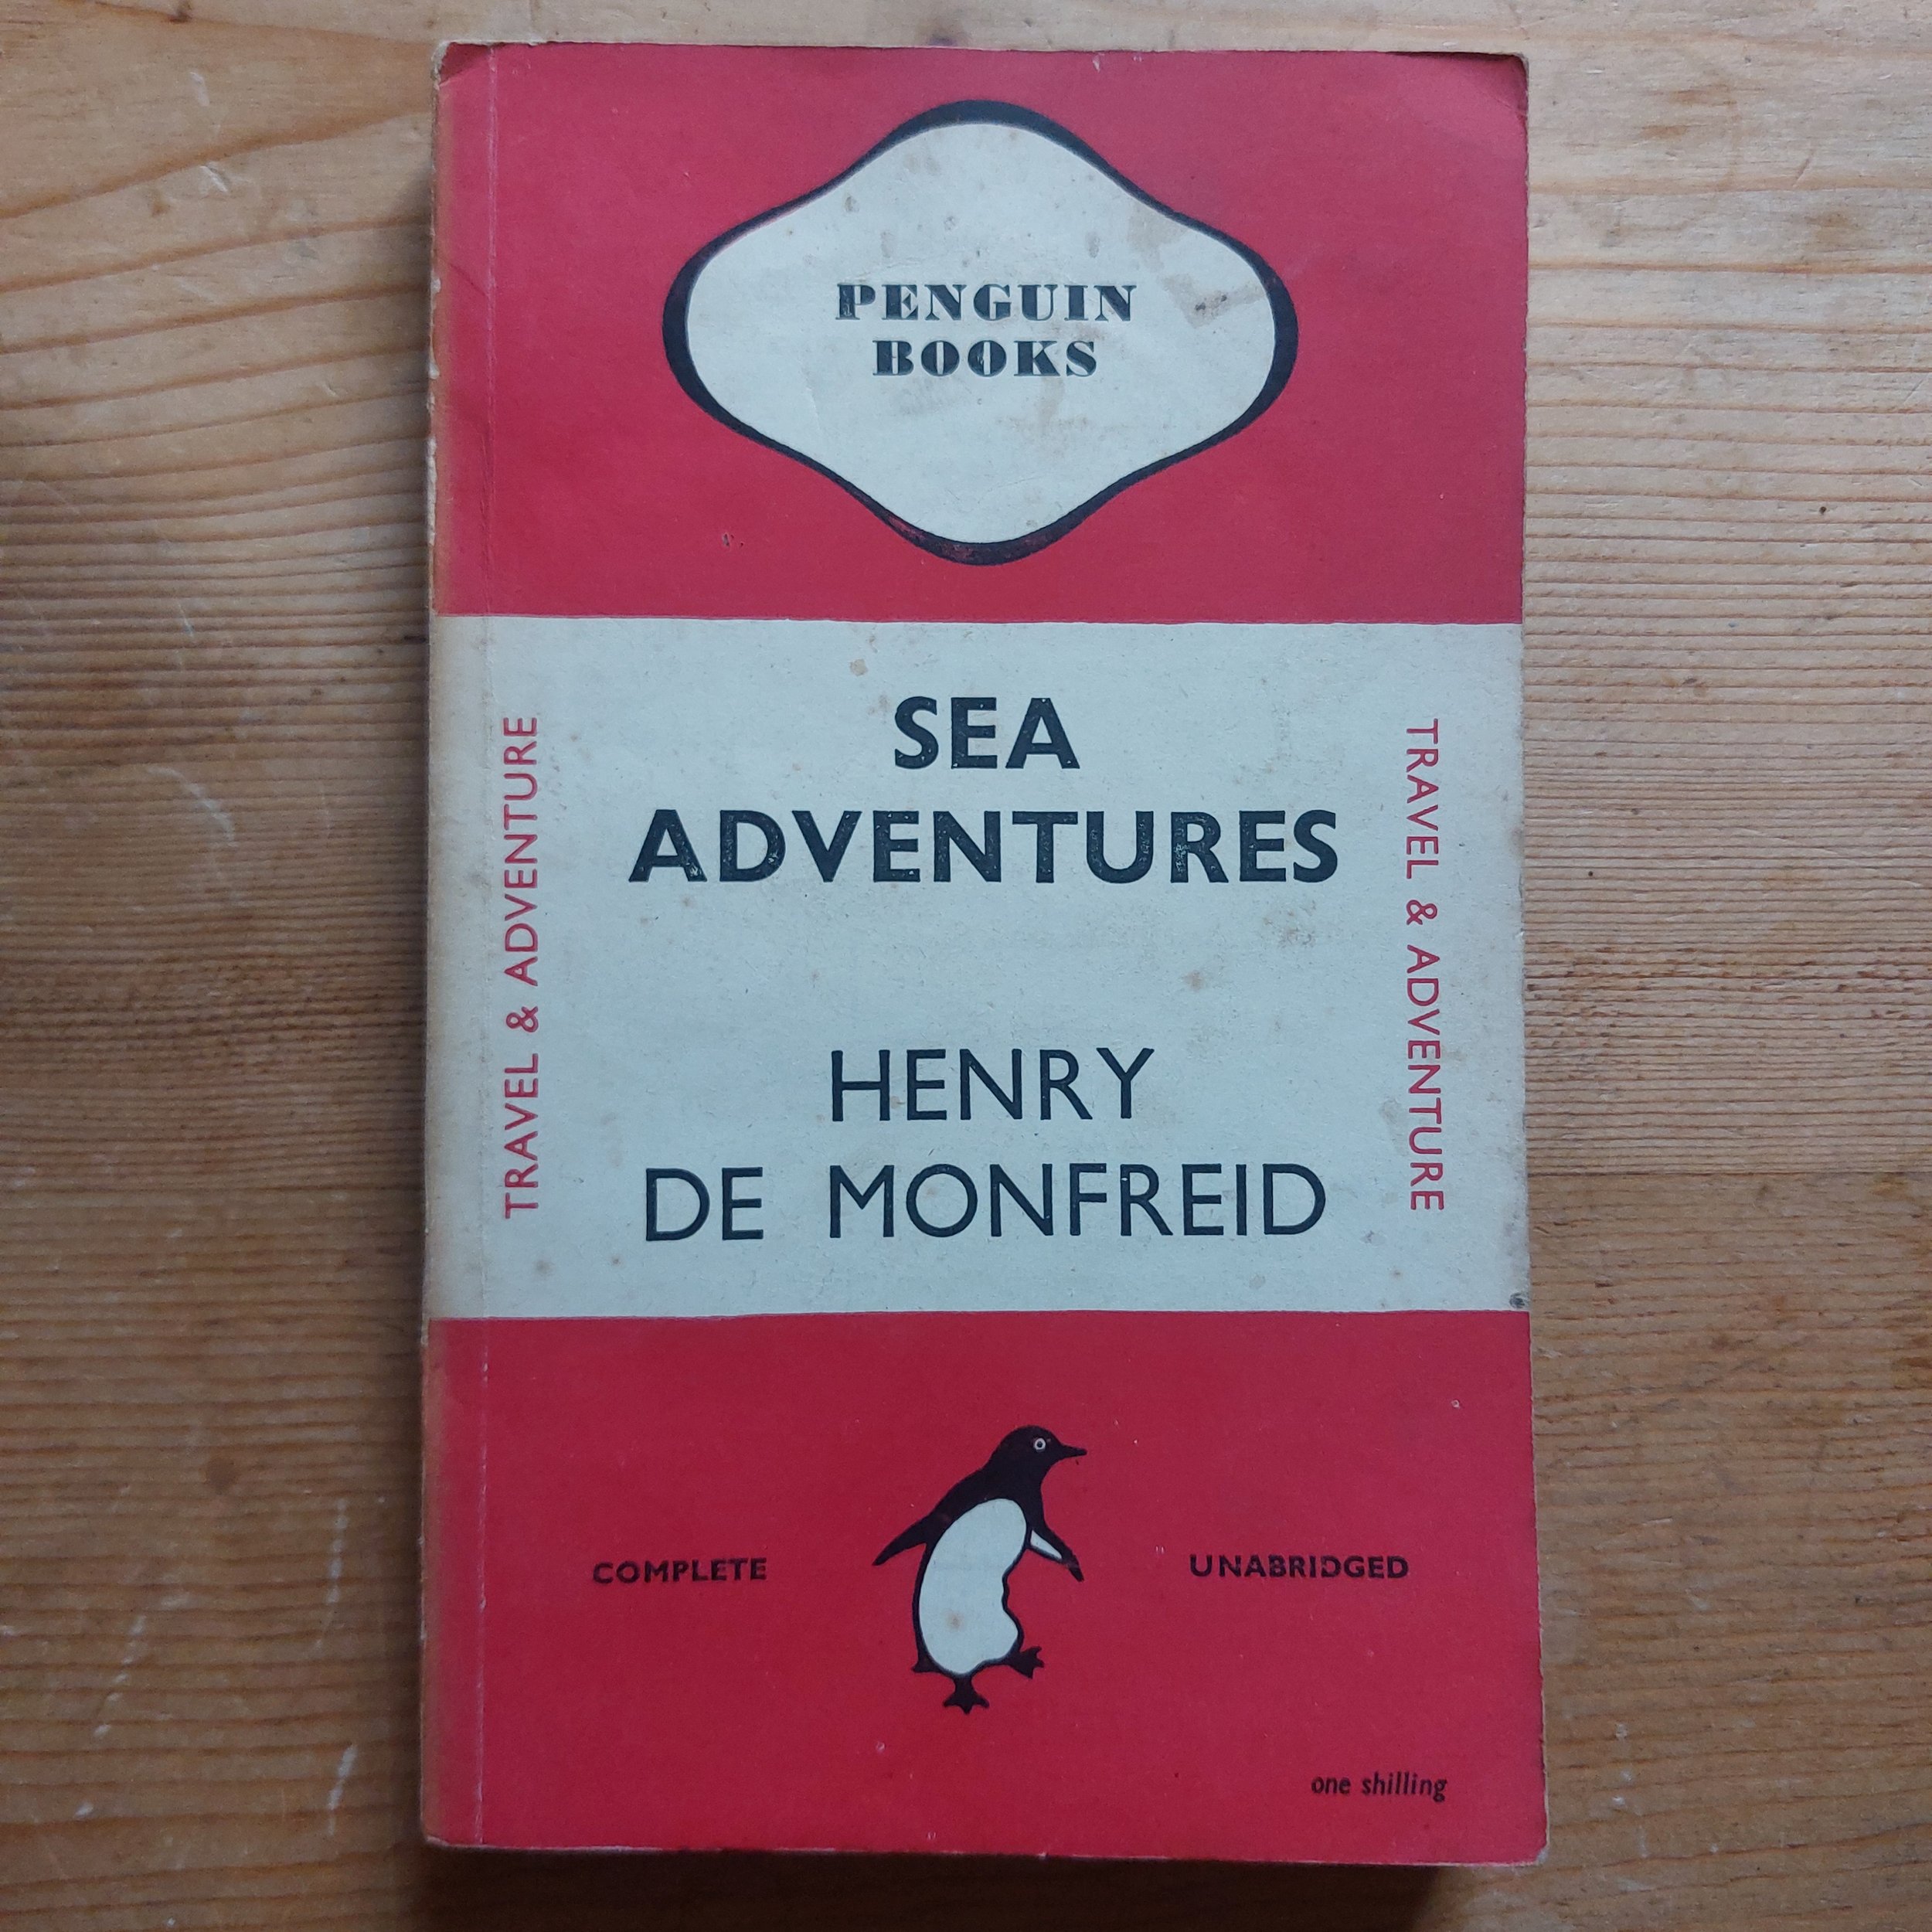 PENGUIN
BOOKS
SEA
ADVENTURES
HENRY
DE MONFREID
TRAVEL & ADVENTURE
TRAVEL & ADVENTURE
COMPLETE
UNABRIDGED
one shilling